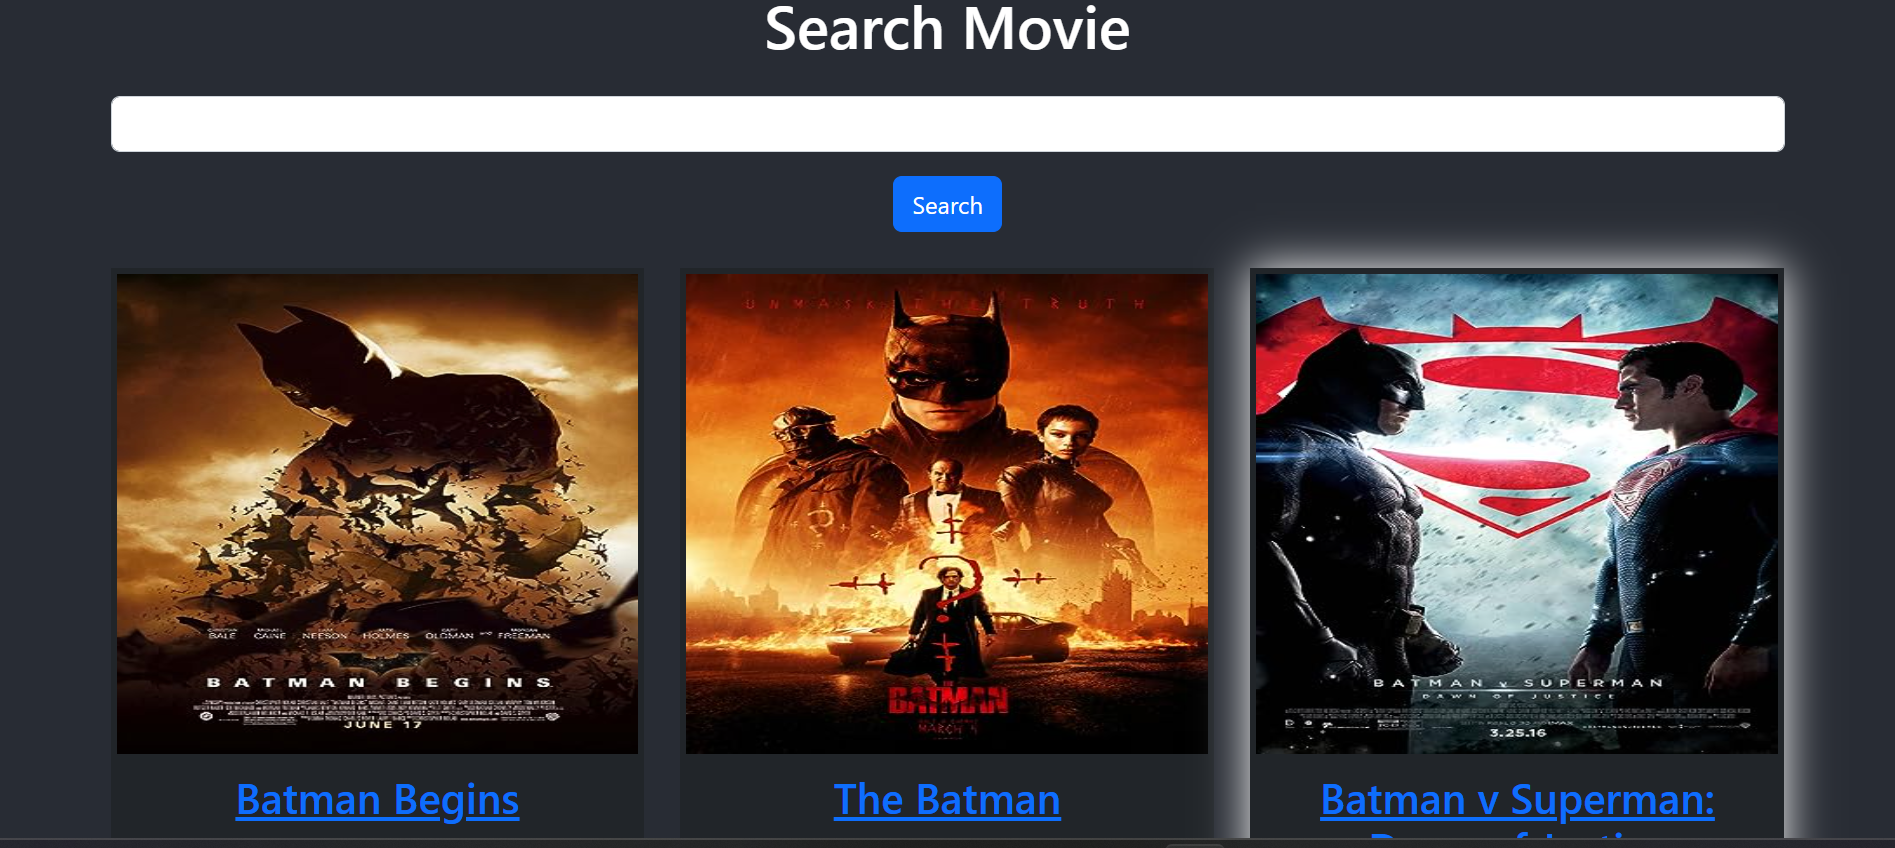 Search Movie
Search
BALE CAINE NEESON HOLMES OLDMAN AND FREEMAN
BATMAN BEGINS
JUNE 17
UNMASK THE TRUTH
THE
BATMAN
MARCH 4
BATMAN v SUPERMAN
DAWN OF JUSTICE
3.25.16
Batman Begins
The Batman
Batman v Superman: